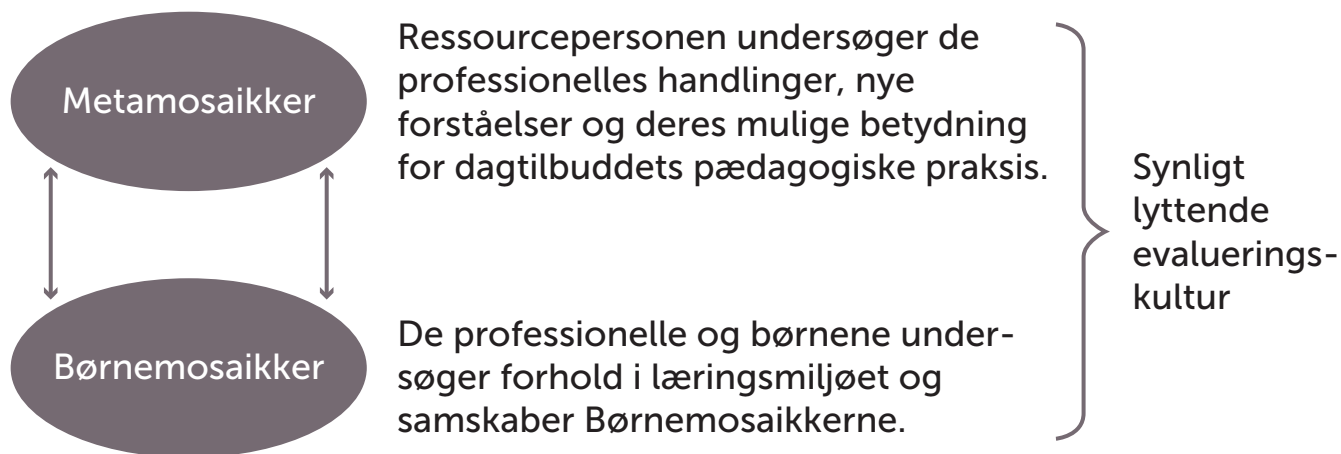 Metamosaikker
Ressourcepersonen undersøger de
professionelles handlinger, nye
forståelser og deres mulige betydning
for dagtilbuddets pædagogiske praksis.
Synligt
lyttende
evaluerings-
kultur
Børnemosaikker
De professionelle og børnene under-
søger forhold i læringsmiljøet og
samskaber Børnemosaikkerne.